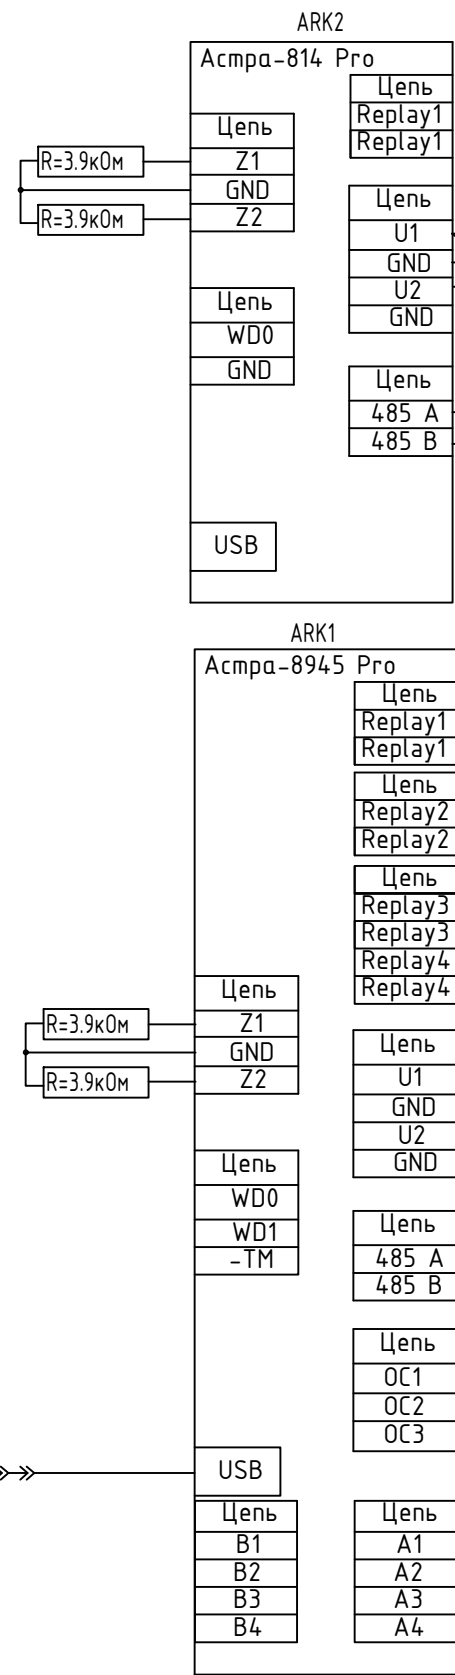 ARK2
Астра-814 Pro
Цепь
Replay1
Replay1
Цепь
Z1
GND
Z2
R=3.9кОм
R=3.9кОм
Цепь
U1
GND
U2
GND
Цепь
WD0
GND
Цепь
485 A
485 B
USB
ARK1
Астра-8945 Pro
Цепь
Replay1
Replay1
Цепь
Replay2
Replay2
Цепь
Replay3
Replay3
Replay4
Replay4
Цепь
Z1
GND
Z2
R=3.9кОм
R=3.9кОм
Цепь
U1
GND
U2
GND
Цепь
WD0
WD1
-TM
Цепь
485 A
485 B
Цепь
OC1
OC2
OC3
USB
Цепь
B1
B2
B3
B4
Цепь
A1
A2
A3
A4